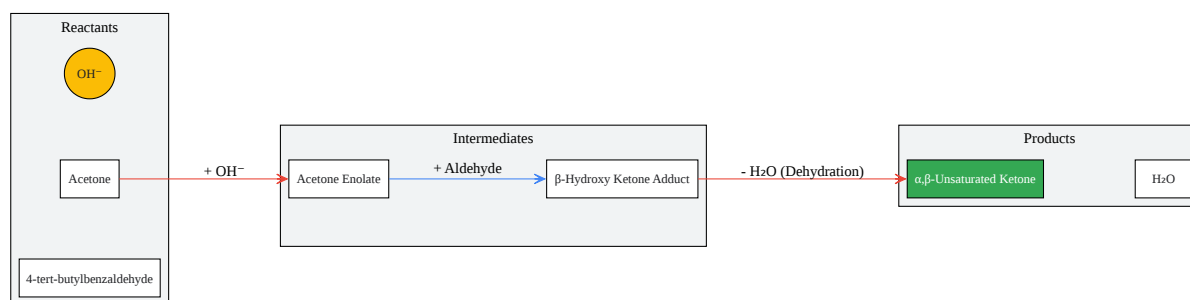 Reactants
OH⁻
Acetone
4-tert-butylbenzaldehyde
+ OH⁻
Intermediates
Acetone Enolate
+ Aldehyde
β-Hydroxy Ketone Adduct
- H₂O (Dehydration)
Products
α,β-Unsaturated Ketone
H₂O